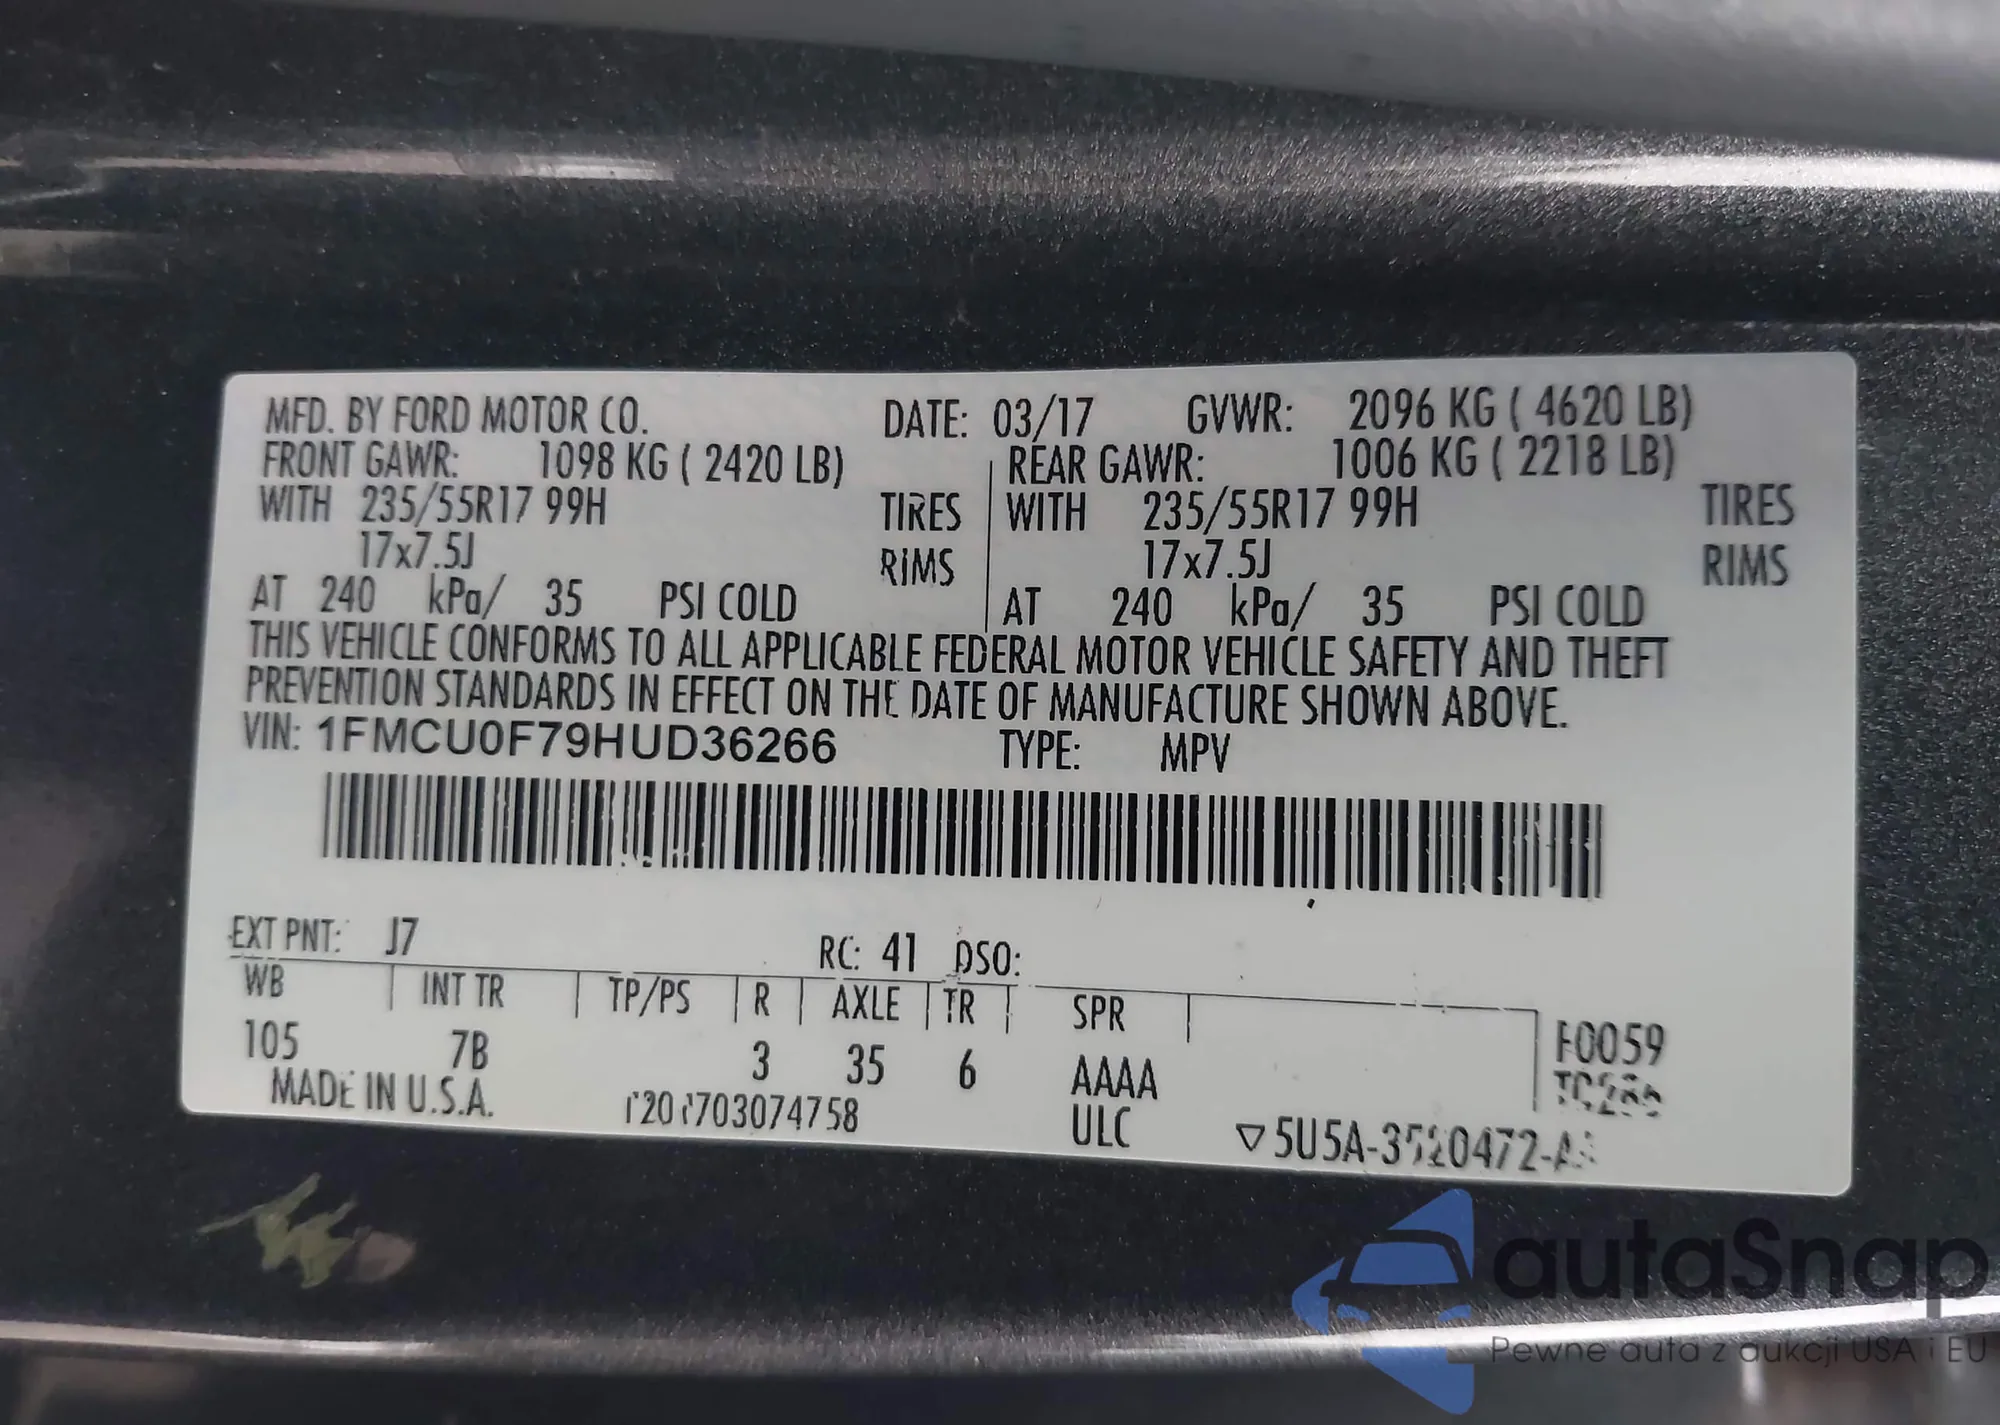 MFD. BY FORD MOTOR CO. DATE: 03/17 GVWR: 2096 KG ( 4620 LB)
FRONT GAWR: 1098 KG ( 2420 LB) REAR GAWR: 1006 KG ( 2218 LB)
WITH 235/55R17 99H TIRES WITH 235/55R17 99H TIRES
17x7.5J RIMS 17x7.5J RIMS
AT 240 kPa/ 35 PSI COLD AT 240 kPa/ 35 PSI COLD
THIS VEHICLE CONFORMS TO ALL APPLICABLE FEDERAL MOTOR VEHICLE SAFETY AND THEFT
PREVENTION STANDARDS IN EFFECT ON THE DATE OF MANUFACTURE SHOWN ABOVE.
VIN: 1FMCU0F79HUD36266 TYPE: MPV
EXT PNT: J7 RC: 41 DSO:
WB INT TR TP/PS R AXLE TR SPR
105 7B 3 35 6 AAAA F0059
MADE IN U.S.A. ULC
autaSnap
Pewne auta z aukcji USA i EU